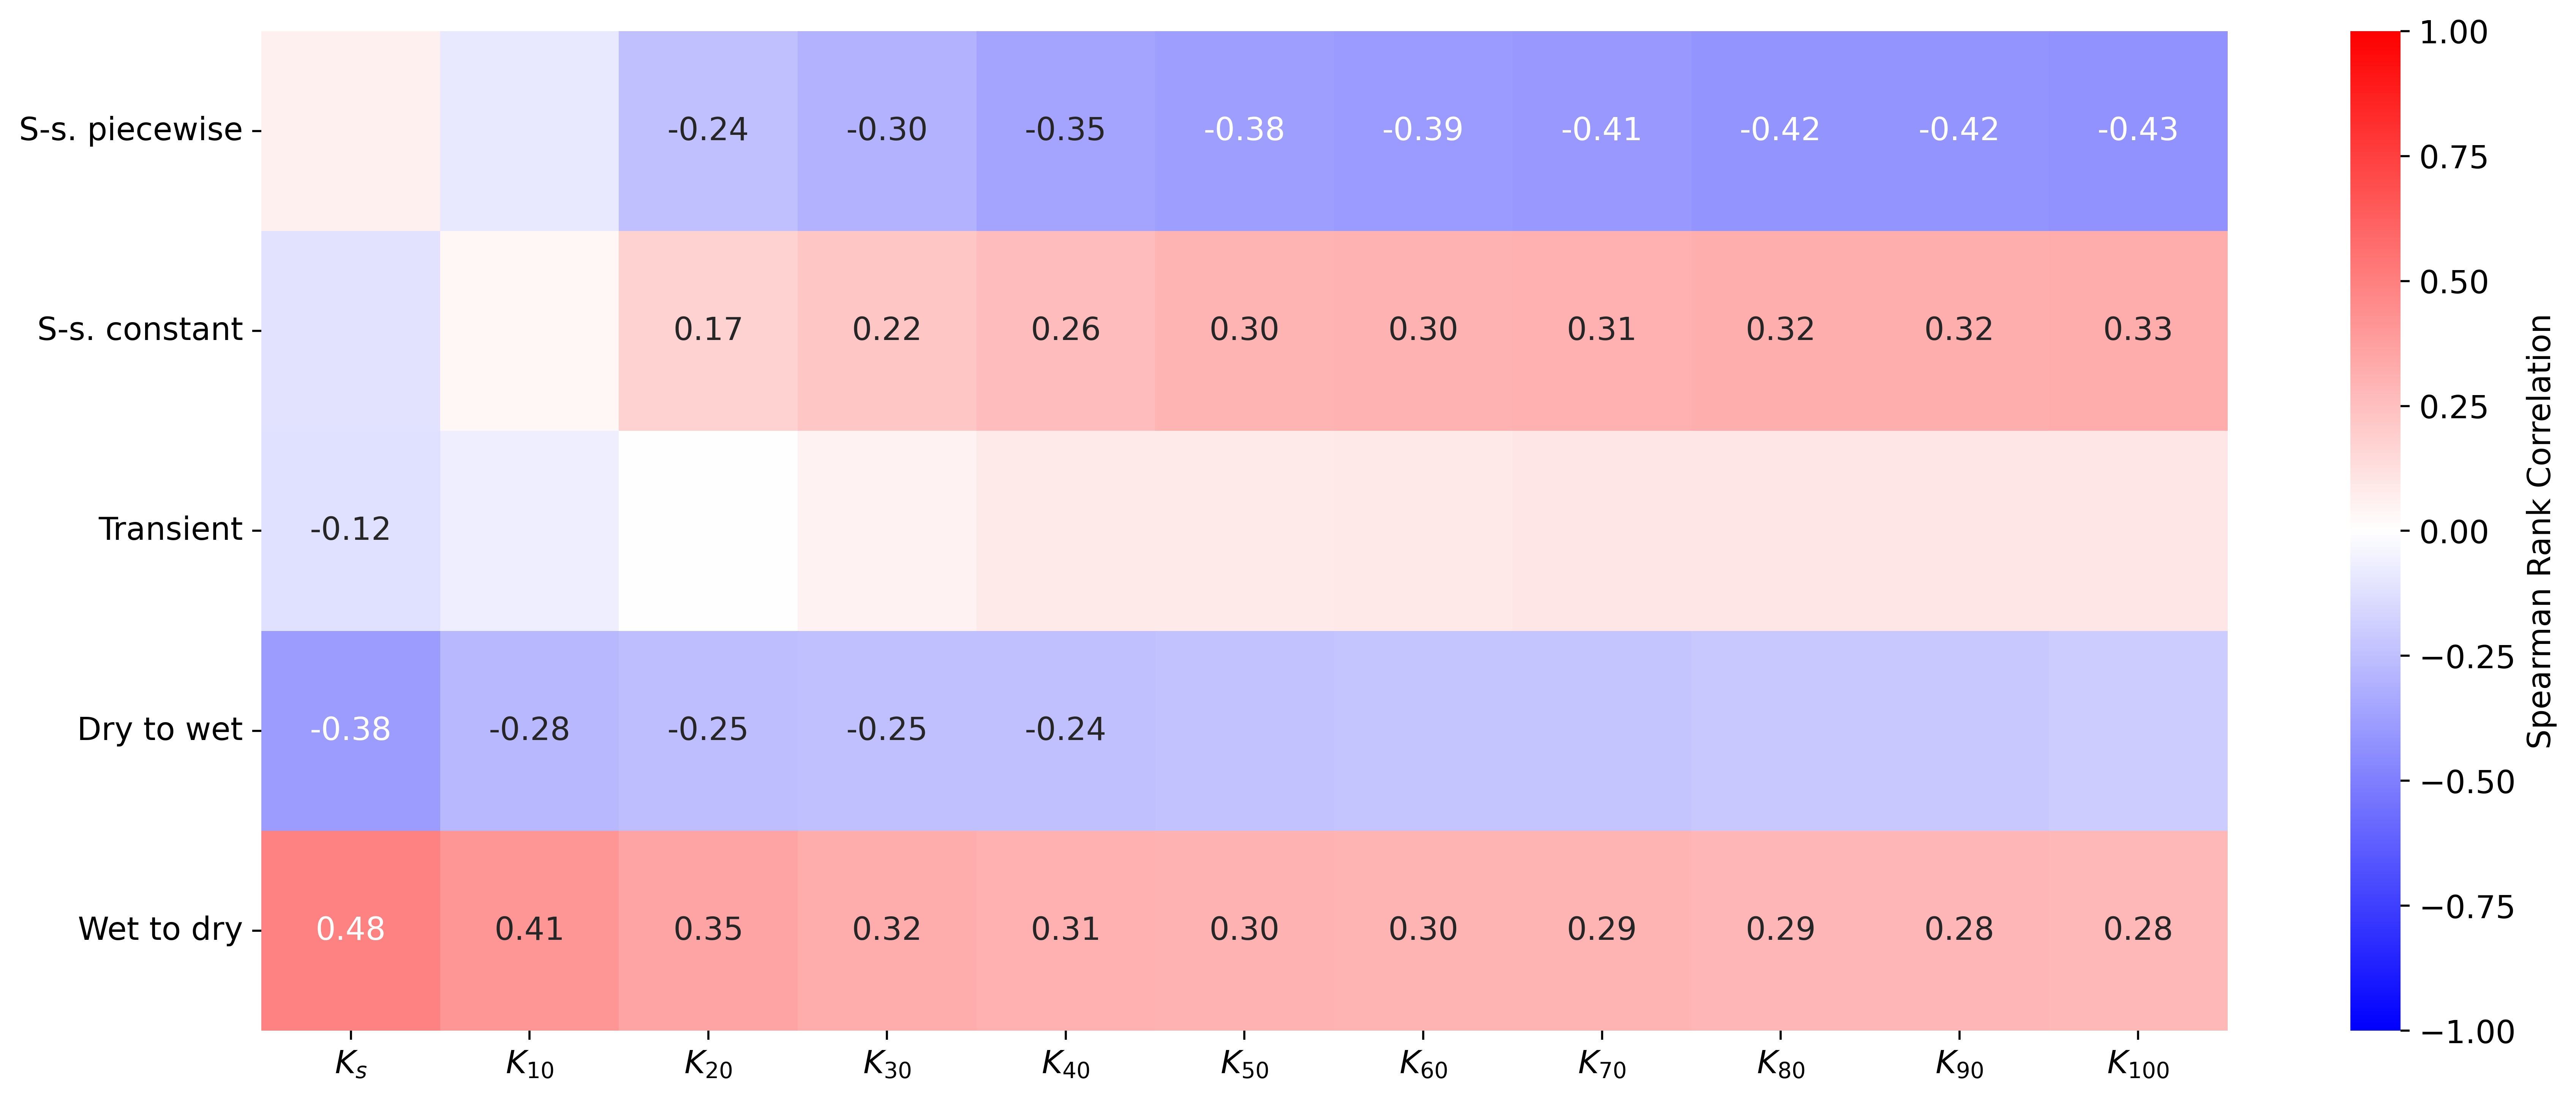 S-s. piecewise -0.24 -0.30 -0.35 -0.38 -0.39 -0.41 -0.42 -0.42 -0.43
S-s. constant 0.17 0.22 0.26 0.30 0.30 0.31 0.32 0.32 0.33
Transient -0.12
Dry to wet -0.38 -0.28 -0.25 -0.25 -0.24
Wet to dry 0.48 0.41 0.35 0.32 0.31 0.30 0.30 0.29 0.29 0.28 0.28
K_s K_10 K_20 K_30 K_40 K_50 K_60 K_70 K_80 K_90 K_100
1.00
0.75
0.50
0.25
0.00
−0.25
−0.50
−0.75
−1.00
Spearman Rank Correlation